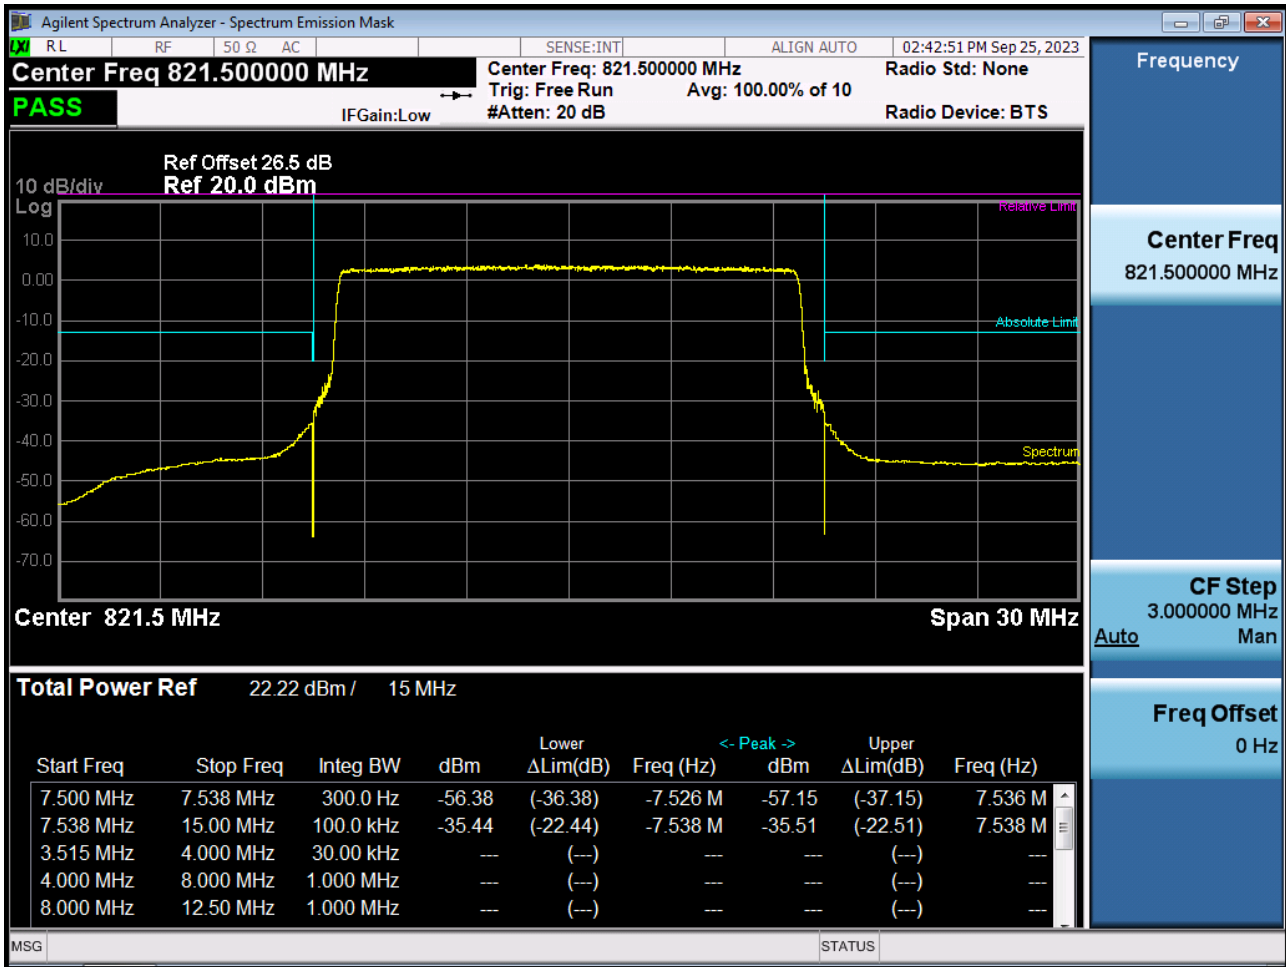 Agilent Spectrum Analyzer - Spectrum Emission Mask
LXI RL RF 50 Ω AC SENSE:INT ALIGN AUTO 02:42:51 PM Sep 25, 2023
Center Freq 821.500000 MHz
Center Freq: 821.500000 MHz Radio Std: None
Trig: Free Run Avg: 100.00% of 10
PASS
IFGain:Low #Atten: 20 dB Radio Device: BTS
Ref Offset 26.5 dB
10 dB/div Ref 20.0 dBm
Log
Relative Limit
10.0
0.00
-10.0
Absolute Limit
-20.0
-30.0
-40.0
Spectrum
-50.0
-60.0
-70.0
Center 821.5 MHz Span 30 MHz
Total Power Ref 22.22 dBm / 15 MHz
Lower <- Peak -> Upper
Start Freq Stop Freq Integ BW dBm ΔLim(dB) Freq (Hz) dBm ΔLim(dB) Freq (Hz)
7.500 MHz 7.538 MHz 300.0 Hz -56.38 (-36.38) -7.526 M -57.15 (-37.15) 7.536 M
7.538 MHz 15.00 MHz 100.0 kHz -35.44 (-22.44) -7.538 M -35.51 (-22.51) 7.538 M
3.515 MHz 4.000 MHz 30.00 kHz --- (---) --- --- (---) ---
4.000 MHz 8.000 MHz 1.000 MHz --- (---) --- --- (---) ---
8.000 MHz 12.50 MHz 1.000 MHz --- (---) --- --- (---) ---
MSG STATUS
Frequency
Center Freq
821.500000 MHz
CF Step
3.000000 MHz
Auto Man
Freq Offset
0 Hz